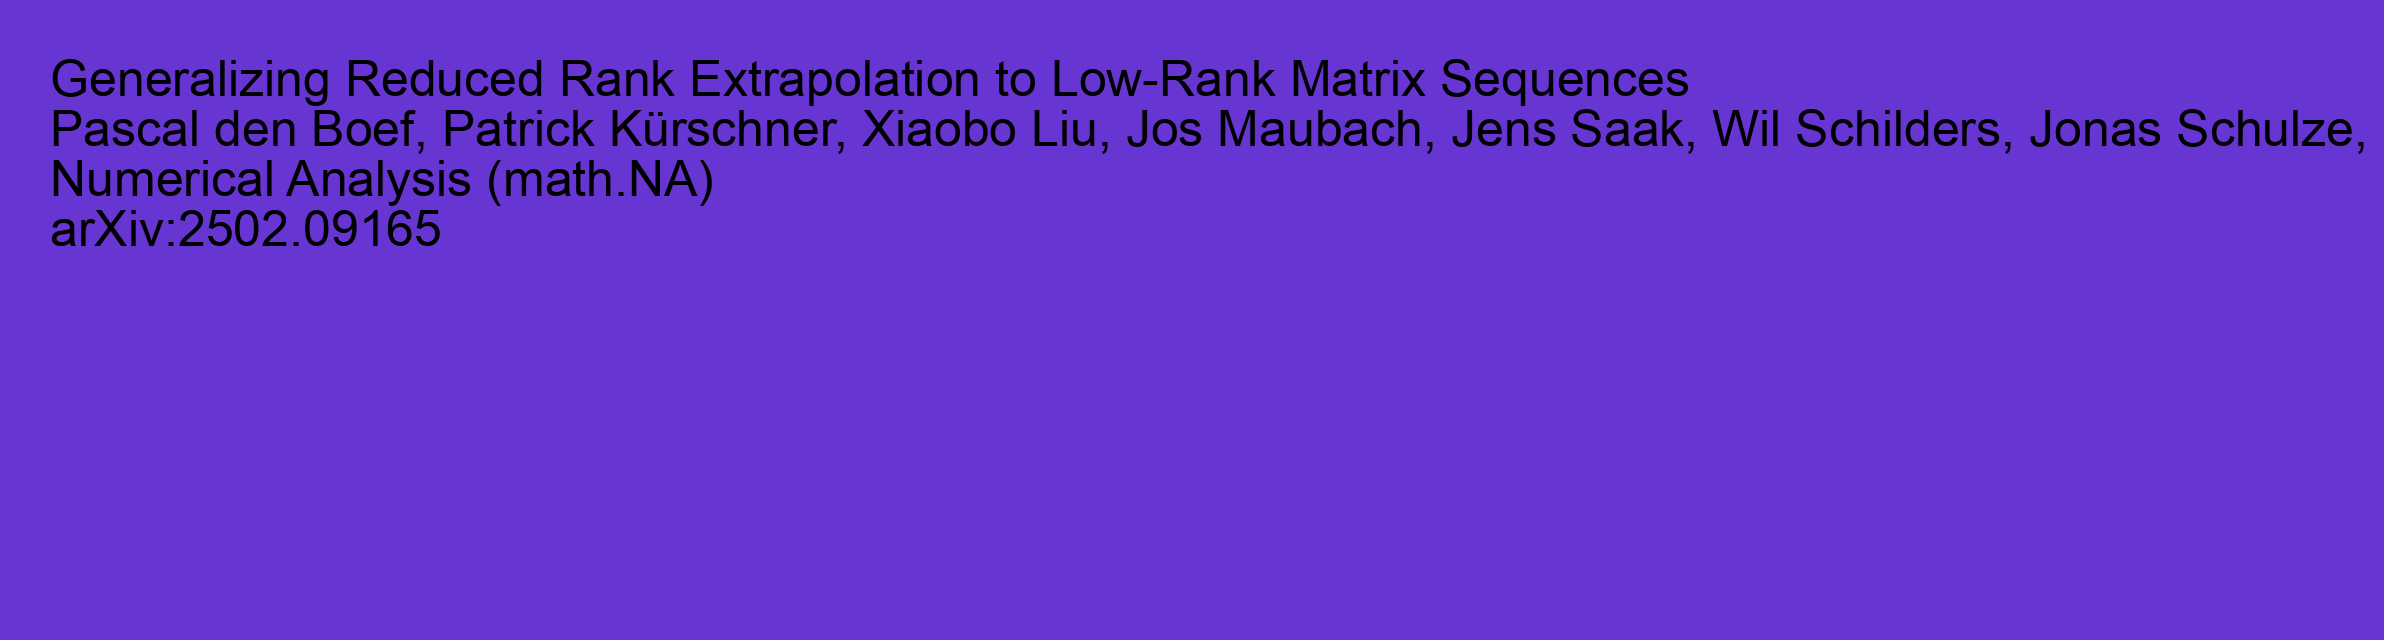 Generalizing Reduced Rank Extrapolation to Low-Rank Matrix Sequences
Pascal den Boef, Patrick Kürschner, Xiaobo Liu, Jos Maubach, Jens Saak, Wil Schilders, Jonas Schulze,
Numerical Analysis (math.NA)
arXiv:2502.09165